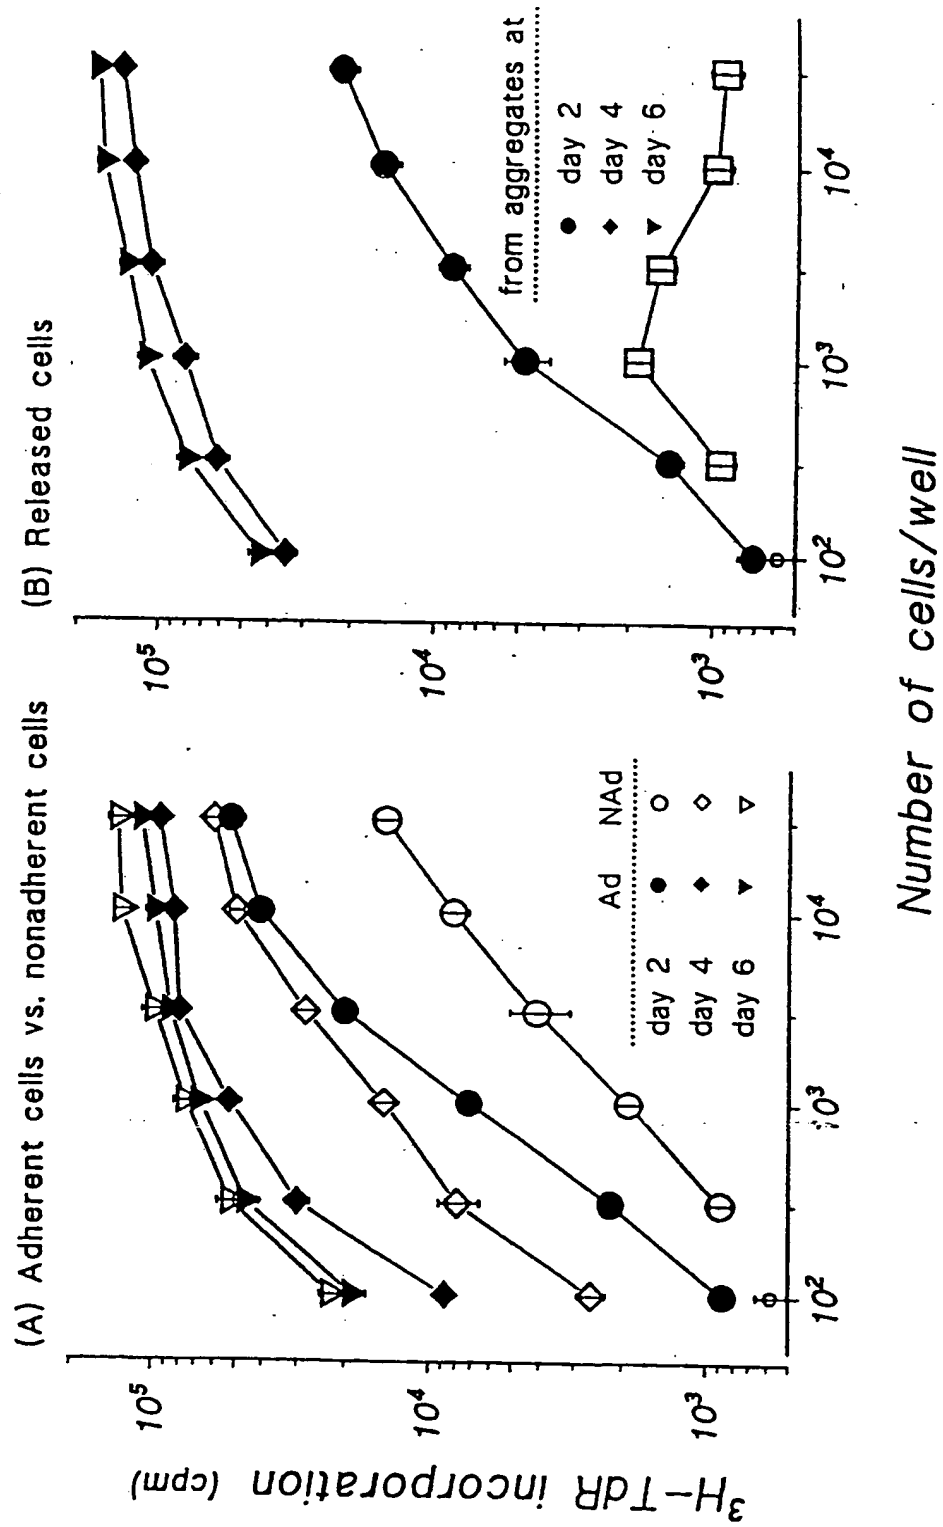 (A) Adherent cells vs. nonadherent cells
10⁵
10⁴
10³
Ad NAd
day 2
day 4
day 6
10² 10³ 10⁴
³H-TdR incorporation (cpm)
(B) Released cells
10⁵
10⁴
10³
from aggregates at
day 2
day 4
day 6
10² 10³ 10⁴
Number of cells/well